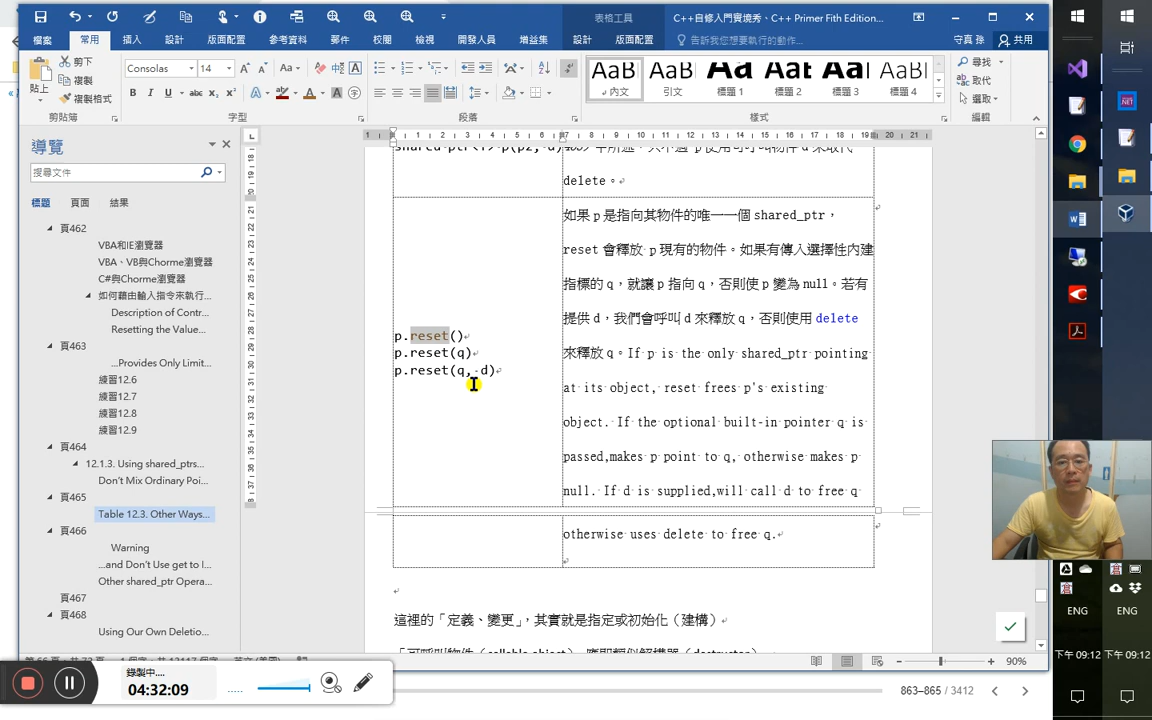 C++自修入門實境秀、C++ Primer Fith Edition...
表格工具
檔案 常用 插入 設計 版面配置 參考資料 郵件 校閱 檢視 開發人員 增益集 設計 版面配置 告訴我您想要執行的動作... 守真 孫 共用
貼上 剪下 複製 複製格式
Consolas 14
AaB AaBb AaBb AaBb AaBb AaBb
內文 引文 標題 1 標題 2 標題 3 標題 4
尋找 取代 選取
剪貼簿 字型 段落 樣式 編輯
導覽
搜尋文件
標題 頁面 結果
頁462
VBA和IE瀏覽器
VBA、VB與Chorme瀏覽器
C#與Chorme瀏覽器
如何藉由輸入指令來執行...
Description of Contr...
Resetting the Value...
頁463
...Provides Only Limit...
練習12.6
練習12.7
練習12.8
練習12.9
頁464
12.1.3. Using shared_ptrs...
Don't Mix Ordinary Poi...
頁465
Table 12.3. Other Ways...
頁466
Warning
...and Don't Use get to I...
Other shared_ptr Opera...
頁467
頁468
Using Our Own Deletio...
shared_ptr<T> p(p2, d)
delete。
p.reset()
p.reset(q)
p.reset(q, d)
如果 p 是指向其物件的唯一一個 shared_ptr，
reset 會釋放 p 現有的物件。如果有傳入選擇性內建
指標的 q，就讓 p 指向 q，否則使 p 變為 null。若有
提供 d，我們會呼叫 d 來釋放 q，否則使用 delete
來釋放 q。If p is the only shared_ptr pointing
at its object, reset frees p's existing
object. If the optional built-in pointer q is
passed,makes p point to q, otherwise makes p
null. If d is supplied,will call d to free q
otherwise uses delete to free q.
這裡的「定義、變更」，其實就是指定或初始化（建構）
90%
錄製中....
04:32:09
863–865 / 3412
ENG ENG
下午 09:12 下午 09:12